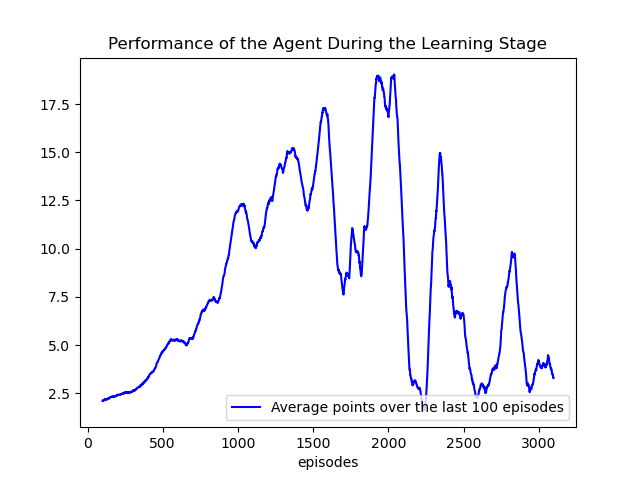 Performance of the Agent During the Learning Stage
17.5
15.0
12.5
10.0
7.5
5.0
2.5
Average points over the last 100 episodes
0 500 1000 1500 2000 2500 3000
episodes